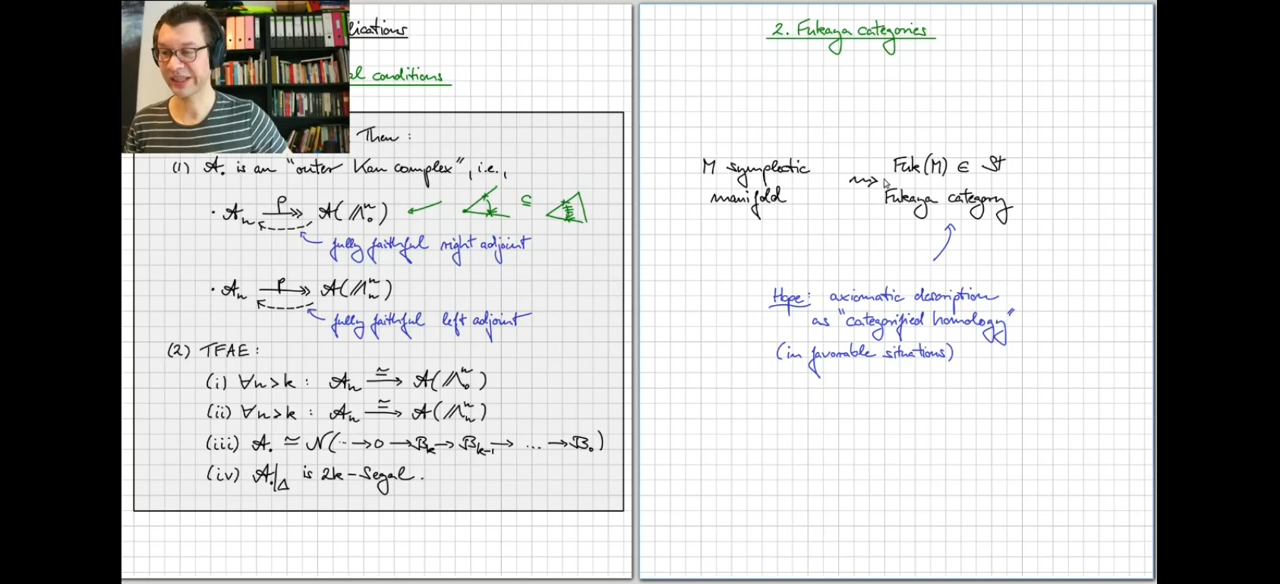 lications
al conditions
Then :
(1) A. is an "outer Kan complex", i.e.,
· Aₙ –ρ↠ A(Λⁿ₀) ← ⊆
fully faithful right adjoint
· Aₙ –ρ↠ A(Λⁿₙ)
fully faithful left adjoint
(2) TFAE :
(i) ∀n>k : Aₙ –≃→ A(Λⁿ₀)
(ii) ∀n>k : Aₙ –≃→ A(Λⁿₙ)
(iii) A. ≃ N(··→0→Bₖ→Bₖ₋₁→ ... →B₀)
(iv) A.|Δ is 2k-Segal.
2. Fukaya categories
M symplectic
manifold
⇝ Fuk(M) ∈ St
Fukaya category
Hope: axiomatic description
as "categorified homology"
(in favorable situations)